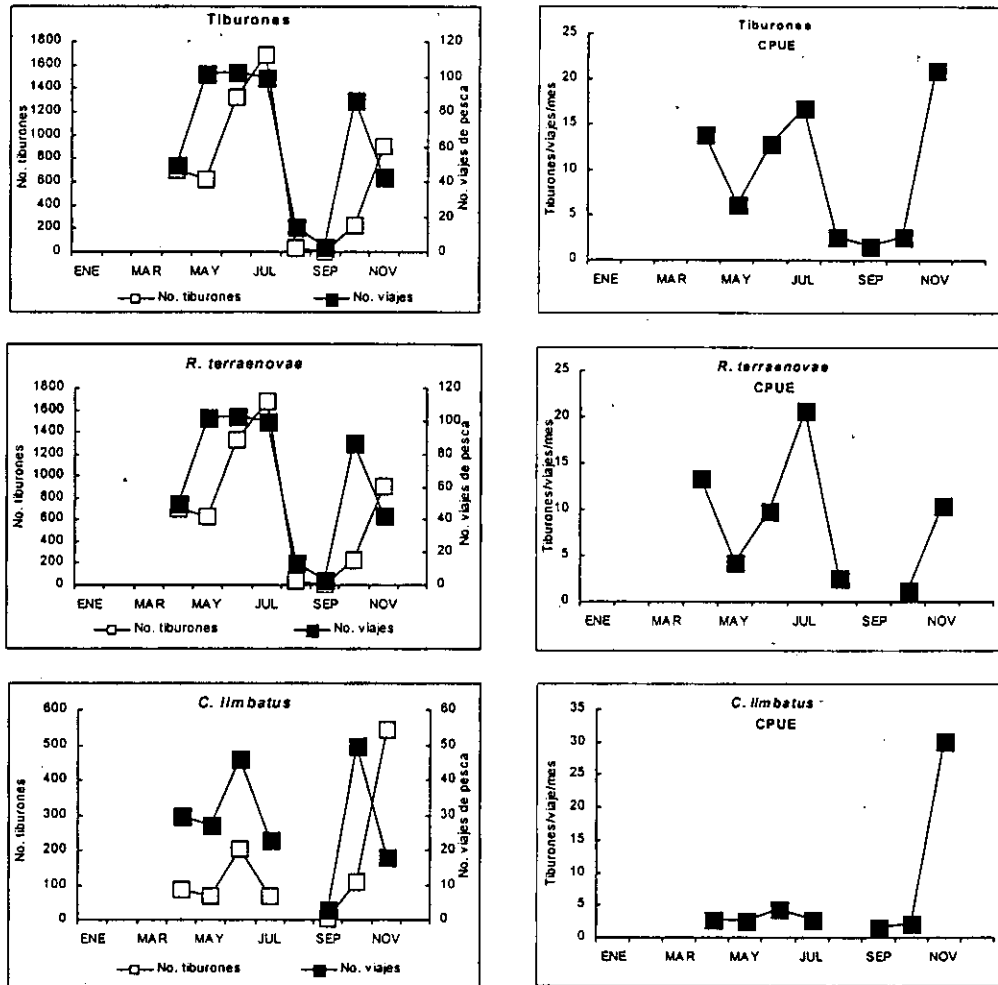 Tiburones
No. tiburones
1800
1600
1400
1200
1000
800
600
400
200
0
120
100
80
60
40
20
0
No. viajes de pesca
ENE MAR MAY JUL SEP NOV
No. tiburones No. viajes
Tiburones
CPUE
Tiburones/viajes/mes
25
20
15
10
5
0
ENE MAR MAY JUL SEP NOV
R. terraenovae
No. tiburones
1800
1600
1400
1200
1000
800
600
400
200
0
120
100
80
60
40
20
0
No. viajes de pesca
ENE MAR MAY JUL SEP NOV
No. tiburones No. viajes
R. terraenovae
CPUE
Tiburones/viajes/mes
25
20
15
10
5
0
ENE MAR MAY JUL SEP NOV
C. limbatus
No. tiburones
600
500
400
300
200
100
0
60
50
40
30
20
10
0
No. viajes de pesca
ENE MAR MAY JUL SEP NOV
No. tiburones No. viajes
C. limbatus
CPUE
Tiburones/viaje/mes
35
30
25
20
15
10
5
0
ENE MAR MAY JUL SEP NOV